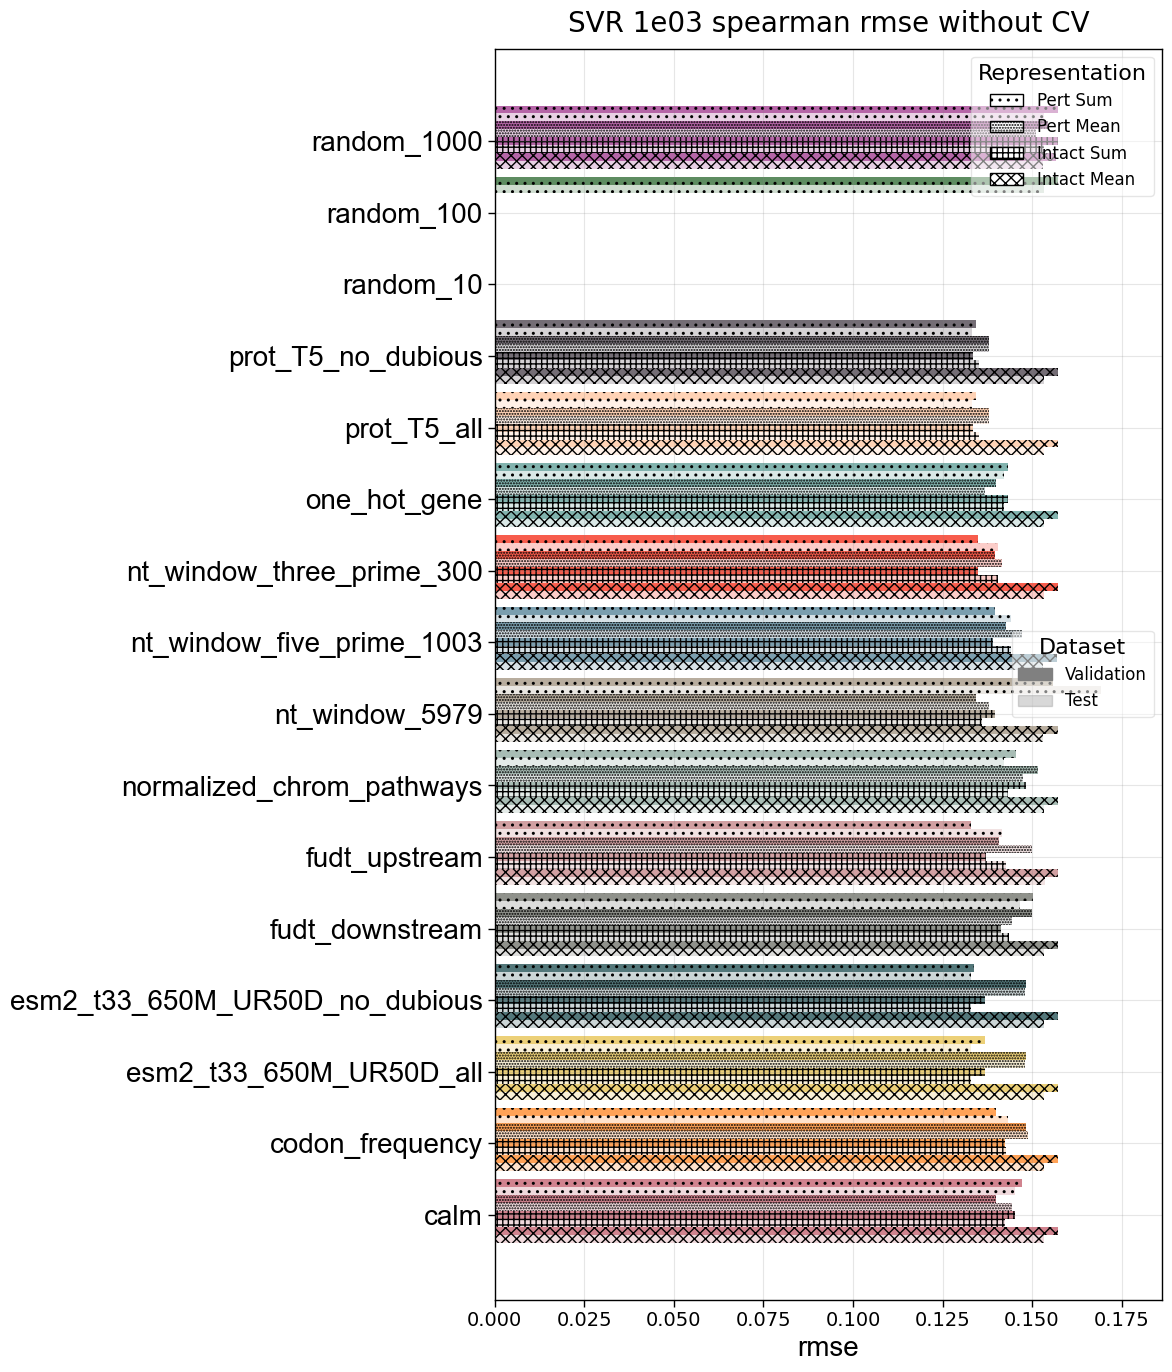 SVR 1e03 spearman rmse without CV
Representation
Pert Sum
Pert Mean
Intact Sum
Intact Mean
random_1000
random_100
random_10
prot_T5_no_dubious
prot_T5_all
one_hot_gene
nt_window_three_prime_300
nt_window_five_prime_1003
Dataset
Validation
Test
nt_window_5979
normalized_chrom_pathways
fudt_upstream
fudt_downstream
esm2_t33_650M_UR50D_no_dubious
esm2_t33_650M_UR50D_all
codon_frequency
calm
0.000 0.025 0.050 0.075 0.100 0.125 0.150 0.175
rmse